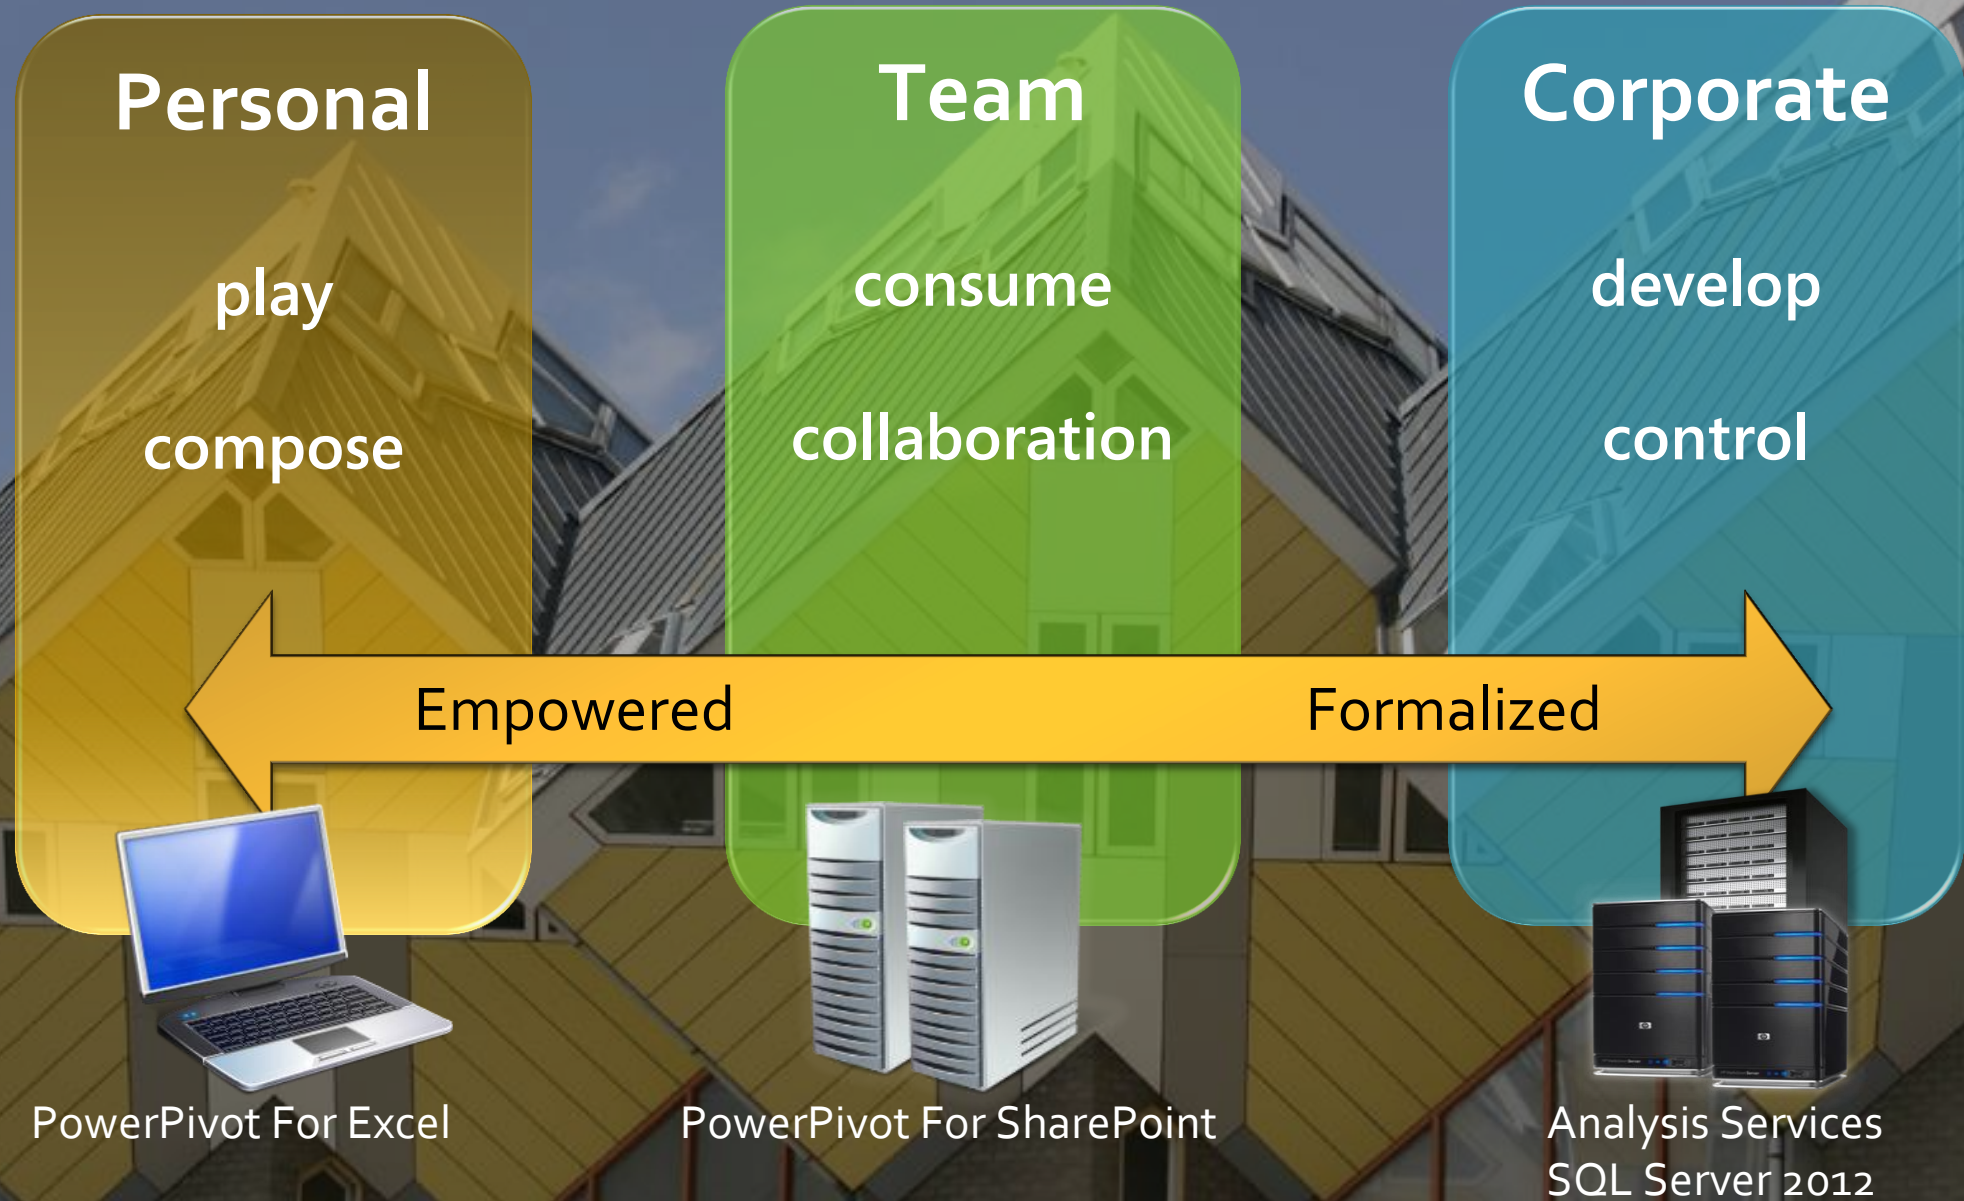 Personal
play
compose
Team
consume
collaboration
Corporate
develop
control
Empowered
Formalized
PowerPivot For Excel
PowerPivot For SharePoint
Analysis Services
SQL Server 2012